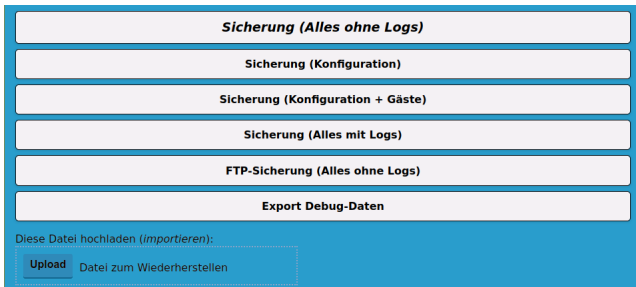 Sicherung (Alles ohne Logs)
Sicherung (Konfiguration)
Sicherung (Konfiguration + Gäste)
Sicherung (Alles mit Logs)
FTP-Sicherung (Alles ohne Logs)
Export Debug-Daten
Diese Datei hochladen (importieren):
Upload Datei zum Wiederherstellen